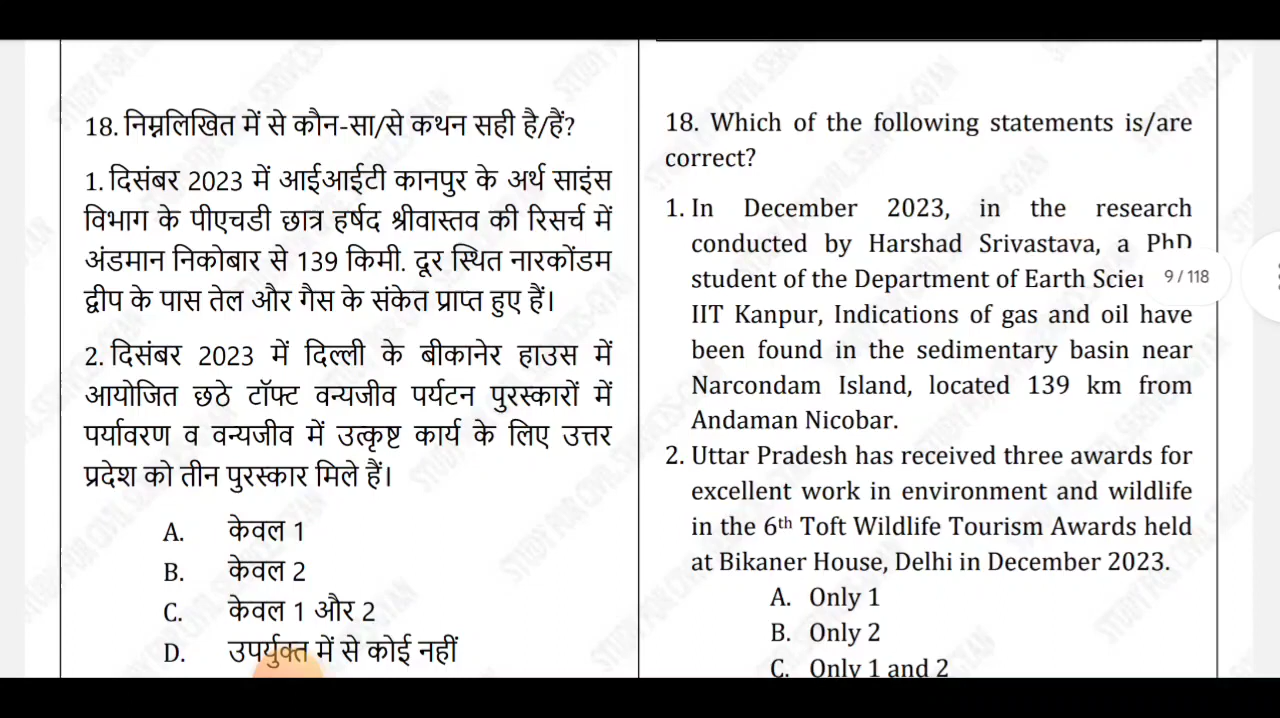 18. निम्नलिखित में से कौन-सा/से कथन सही है/हैं?
1. दिसंबर 2023 में आईआईटी कानपुर के अर्थ साइंस
विभाग के पीएचडी छात्र हर्षद श्रीवास्तव की रिसर्च में
अंडमान निकोबार से 139 किमी. दूर स्थित नारकोंडम
द्वीप के पास तेल और गैस के संकेत प्राप्त हुए हैं।
2. दिसंबर 2023 में दिल्ली के बीकानेर हाउस में
आयोजित छठे टॉफ्ट वन्यजीव पर्यटन पुरस्कारों में
पर्यावरण व वन्यजीव में उत्कृष्ट कार्य के लिए उत्तर
प्रदेश को तीन पुरस्कार मिले हैं।
A. केवल 1
B. केवल 2
C. केवल 1 और 2
D. उपर्युक्त में से कोई नहीं
18. Which of the following statements is/are
correct?
1. In December 2023, in the research
conducted by Harshad Srivastava, a PhD
student of the Department of Earth Scien
9 / 118
IIT Kanpur, Indications of gas and oil have
been found in the sedimentary basin near
Narcondam Island, located 139 km from
Andaman Nicobar.
2. Uttar Pradesh has received three awards for
excellent work in environment and wildlife
in the 6th Toft Wildlife Tourism Awards held
at Bikaner House, Delhi in December 2023.
A. Only 1
B. Only 2
C. Only 1 and 2